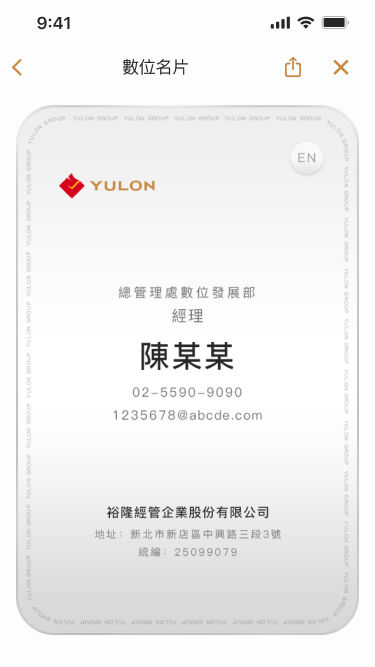 9:41
數位名片
YULON GROUP YULON GROUP YULON GROUP YULON GROUP YULON GROUP YULON GROUP YULON GROUP
EN
YULON
總管理處數位發展部
經理
陳某某
02-5590-9090
1235678@abcde.com
裕隆經管企業股份有限公司
地址：新北市新店區中興路三段3號
統編：25099079